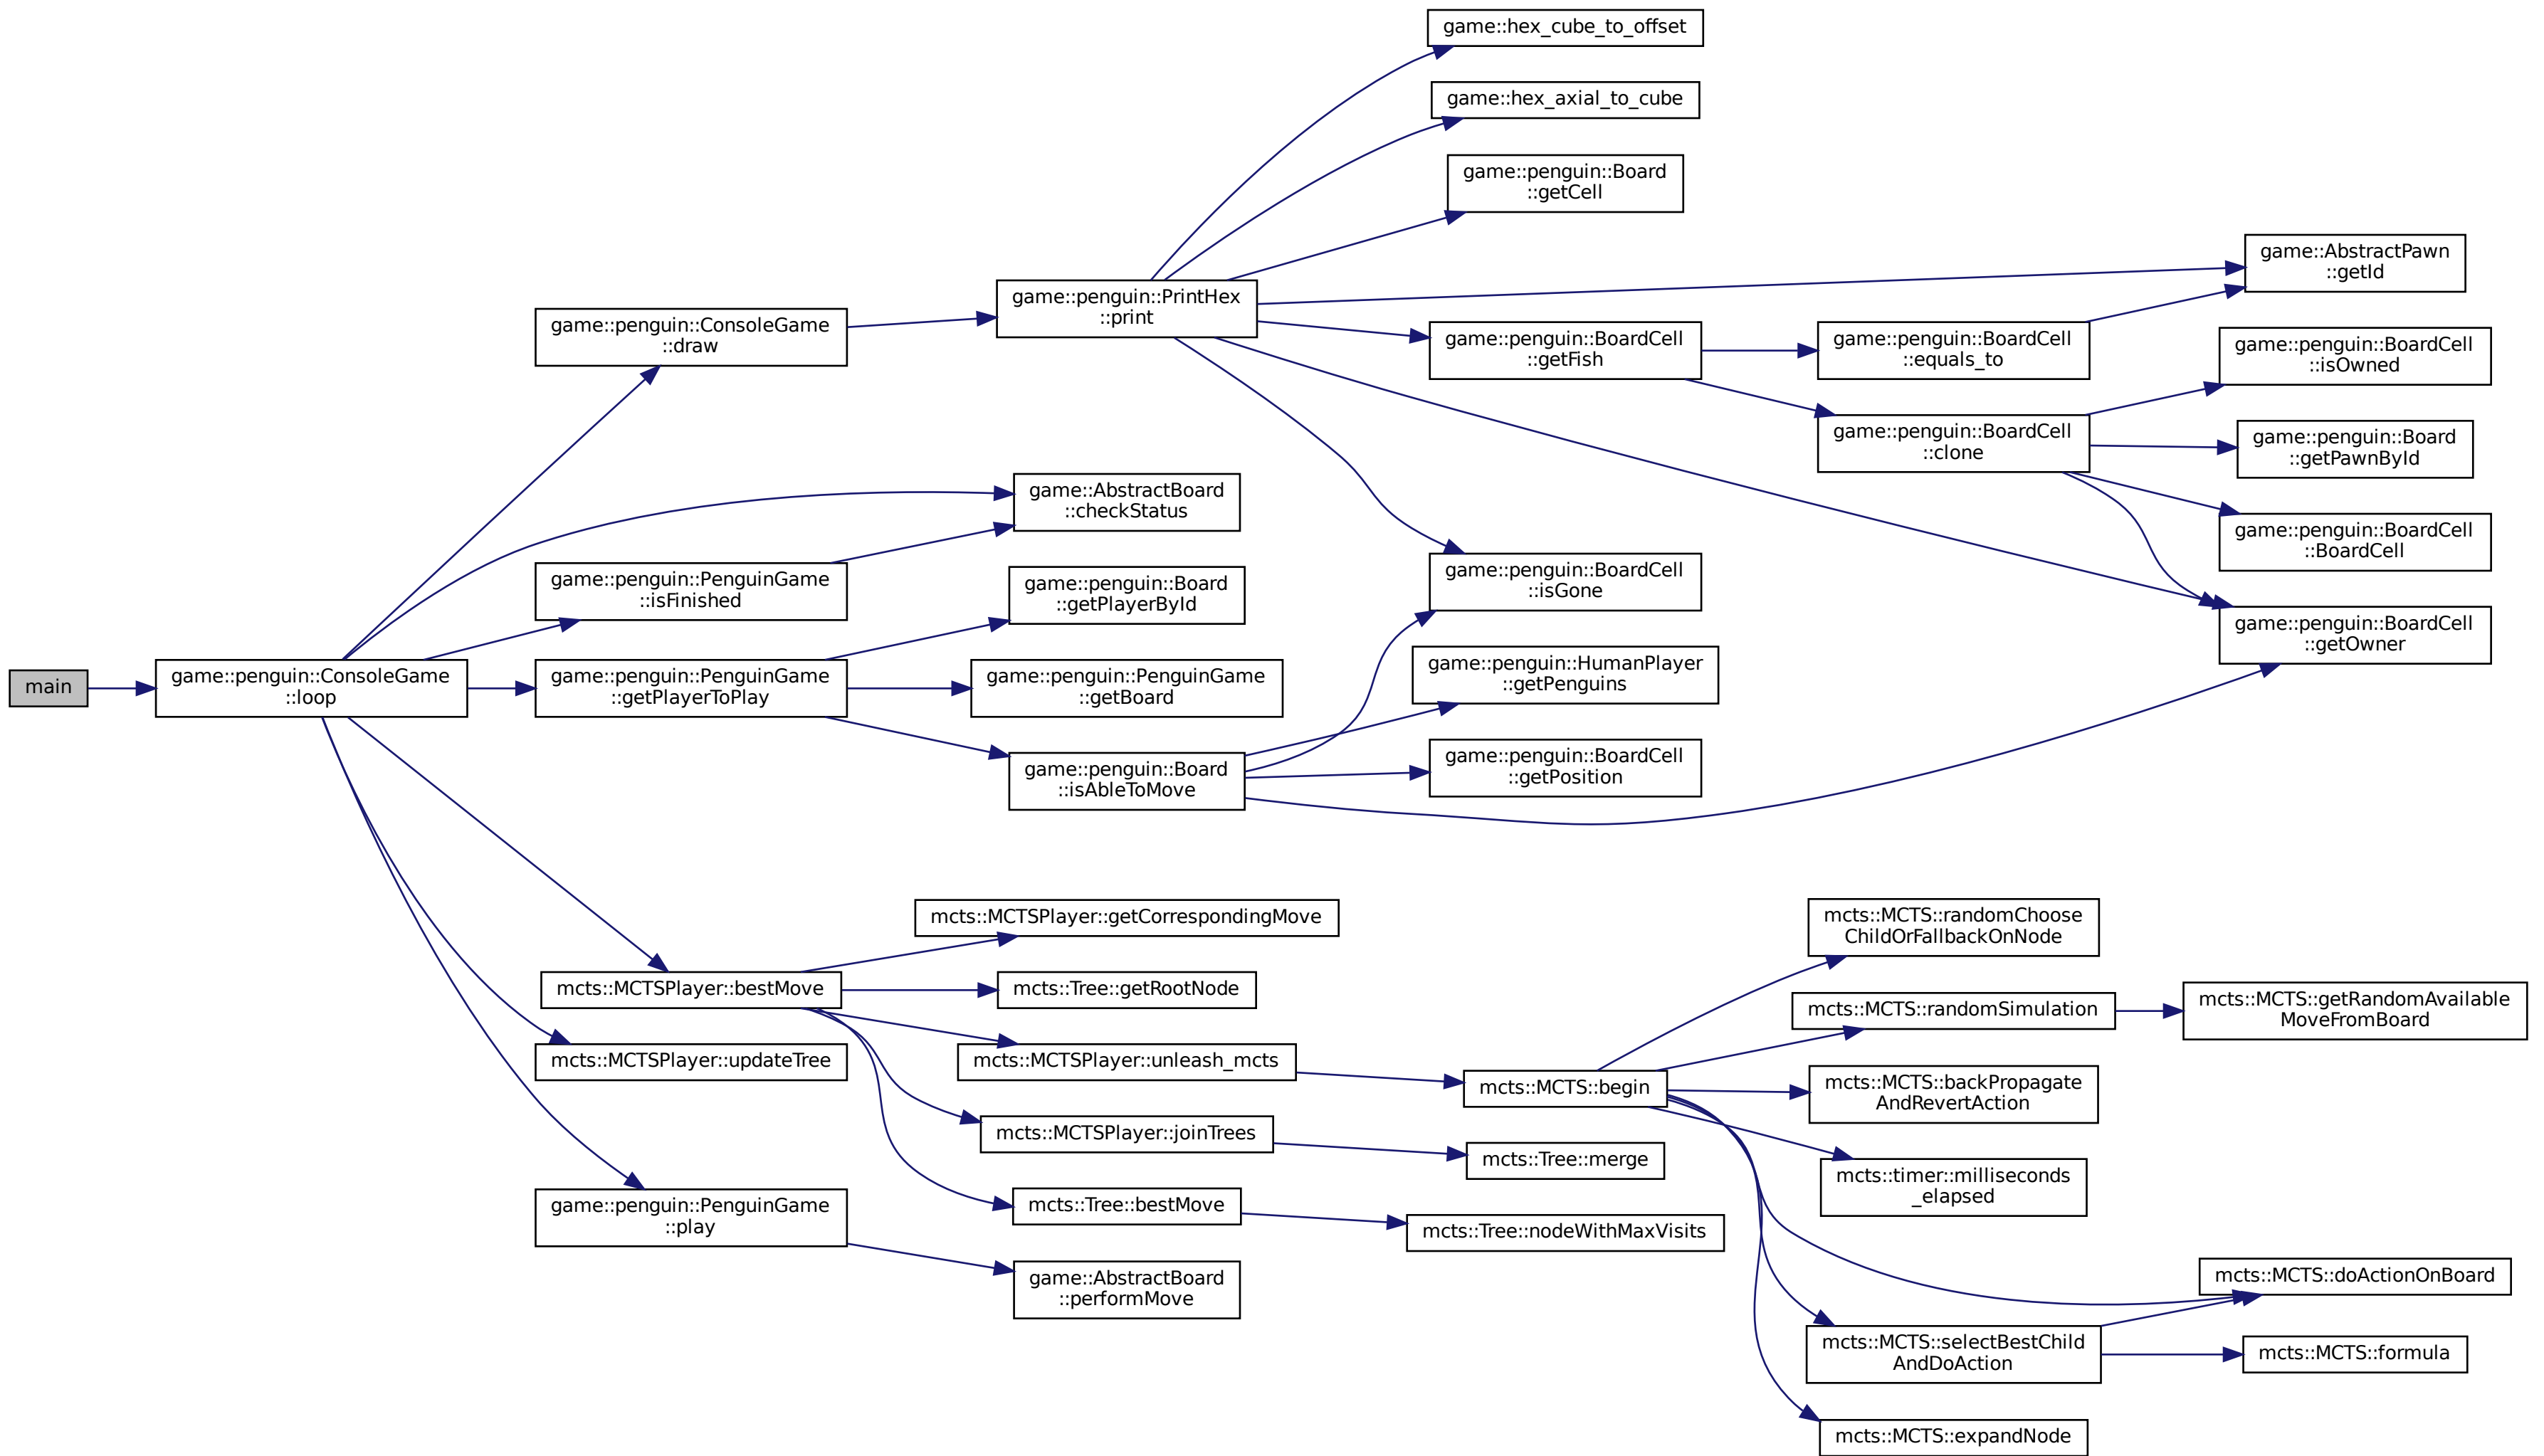 main
game::penguin::ConsoleGame
::loop
game::penguin::ConsoleGame
::draw
game::penguin::PenguinGame
::isFinished
game::penguin::PenguinGame
::getPlayerToPlay
mcts::MCTSPlayer::bestMove
mcts::MCTSPlayer::updateTree
game::penguin::PenguinGame
::play
game::penguin::PrintHex
::print
game::AbstractBoard
::checkStatus
game::penguin::Board
::getPlayerById
game::penguin::PenguinGame
::getBoard
game::penguin::Board
::isAbleToMove
mcts::MCTSPlayer::getCorrespondingMove
mcts::Tree::getRootNode
mcts::MCTSPlayer::unleash_mcts
mcts::MCTSPlayer::joinTrees
mcts::Tree::bestMove
game::AbstractBoard
::performMove
game::hex_cube_to_offset
game::hex_axial_to_cube
game::penguin::Board
::getCell
game::penguin::BoardCell
::getFish
game::penguin::BoardCell
::isGone
game::penguin::HumanPlayer
::getPenguins
game::penguin::BoardCell
::getPosition
mcts::MCTS::begin
mcts::Tree::merge
mcts::Tree::nodeWithMaxVisits
game::penguin::BoardCell
::equals_to
game::penguin::BoardCell
::clone
mcts::MCTS::randomChoose
ChildOrFallbackOnNode
mcts::MCTS::randomSimulation
mcts::MCTS::backPropagate
AndRevertAction
mcts::timer::milliseconds
_elapsed
mcts::MCTS::selectBestChild
AndDoAction
mcts::MCTS::expandNode
game::AbstractPawn
::getId
game::penguin::BoardCell
::isOwned
game::penguin::Board
::getPawnById
game::penguin::BoardCell
::BoardCell
game::penguin::BoardCell
::getOwner
mcts::MCTS::getRandomAvailable
MoveFromBoard
mcts::MCTS::doActionOnBoard
mcts::MCTS::formula